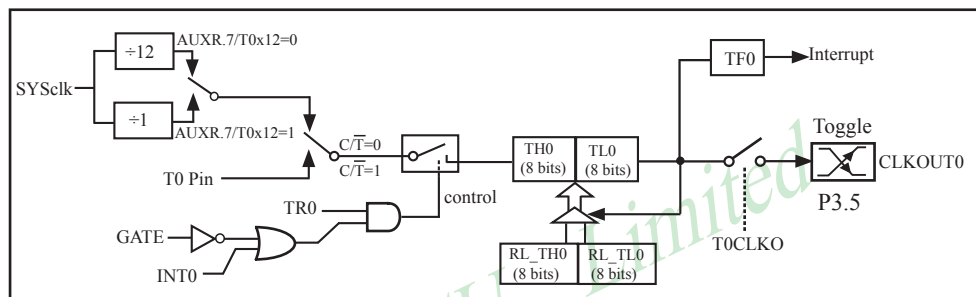 ÷12
AUXR.7/T0x12=0
SYSclk
÷1
AUXR.7/T0x12=1
C/T̅=0
C/T̅=1
T0 Pin
control
TR0
GATE
INT0
TH0
(8 bits)
TL0
(8 bits)
RL_TH0
(8 bits)
RL_TL0
(8 bits)
TF0
Interrupt
Toggle
CLKOUT0
P3.5
T0CLKO
Limited